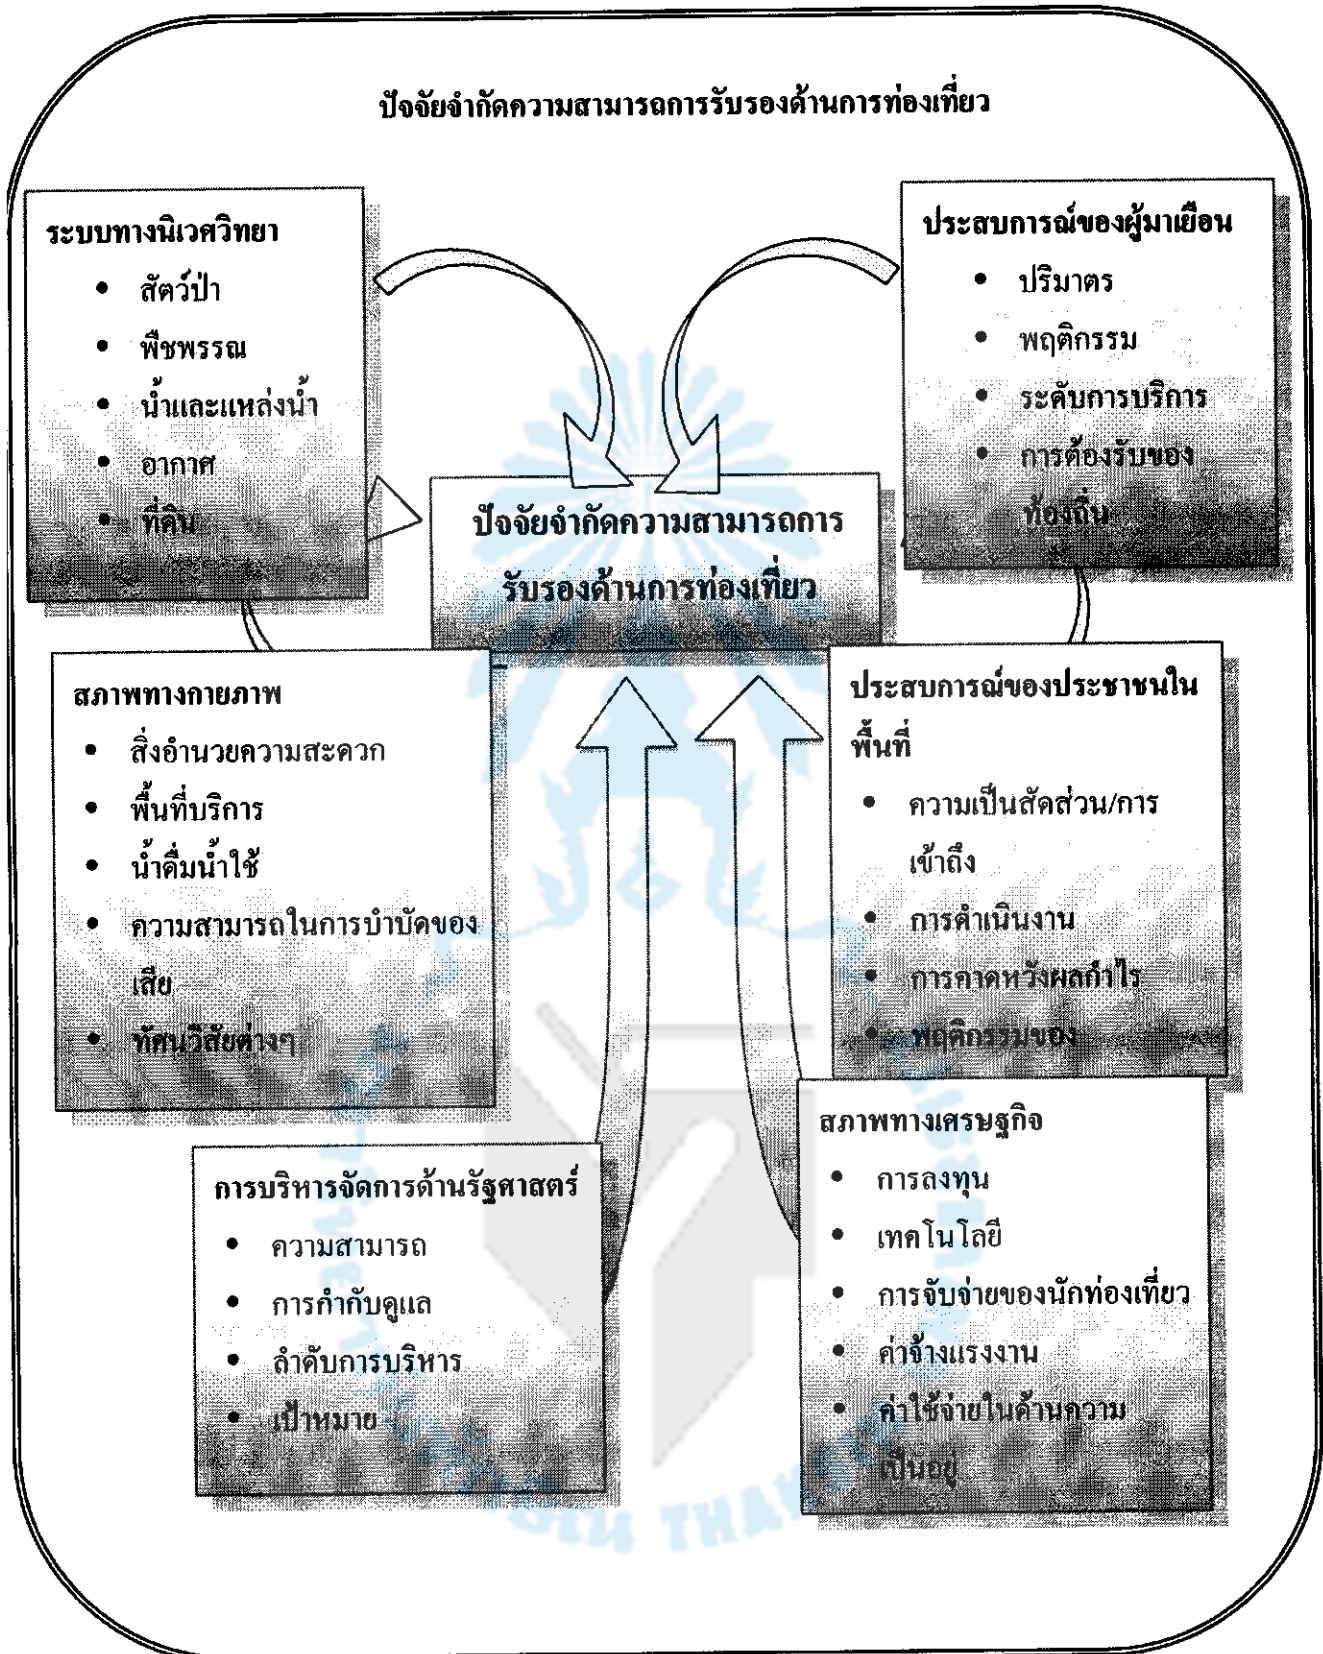 ปัจจัยจำกัดความสามารถการรับรองด้านการท่องเที่ยว
ระบบทางนิเวศวิทยา
• สัตว์ป่า
• พืชพรรณ
• น้ำและแหล่งน้ำ
• อากาศ
• ที่ดิน
ประสบการณ์ของผู้มาเยือน
• ปริมาตร
• พฤติกรรม
• ระดับการบริการ
• การต้องรับของ
ท้องถิ่น
ปัจจัยจำกัดความสามารถการ
รับรองด้านการท่องเที่ยว
สภาพทางกายภาพ
• สิ่งอำนวยความสะดวก
• พื้นที่บริการ
• น้ำดื่มน้ำใช้
• ความสามารถในการบำบัดของ
เสีย
• ทัศนวิสัยต่างๆ
ประสบการณ์ของประชาชนใน
พื้นที่
• ความเป็นสัดส่วน/การ
เข้าถึง
• การดำเนินงาน
• การคาดหวังผลกำไร
• พฤติกรรมของ
การบริหารจัดการด้านรัฐศาสตร์
• ความสามารถ
• การกำกับดูแล
• ลำดับการบริหาร
• เป้าหมาย
สภาพทางเศรษฐกิจ
• การลงทุน
• เทคโนโลยี
• การจับจ่ายของนักท่องเที่ยว
• ค่าจ้างแรงงาน
• ค่าใช้จ่ายในด้านความ
เป็นอยู่